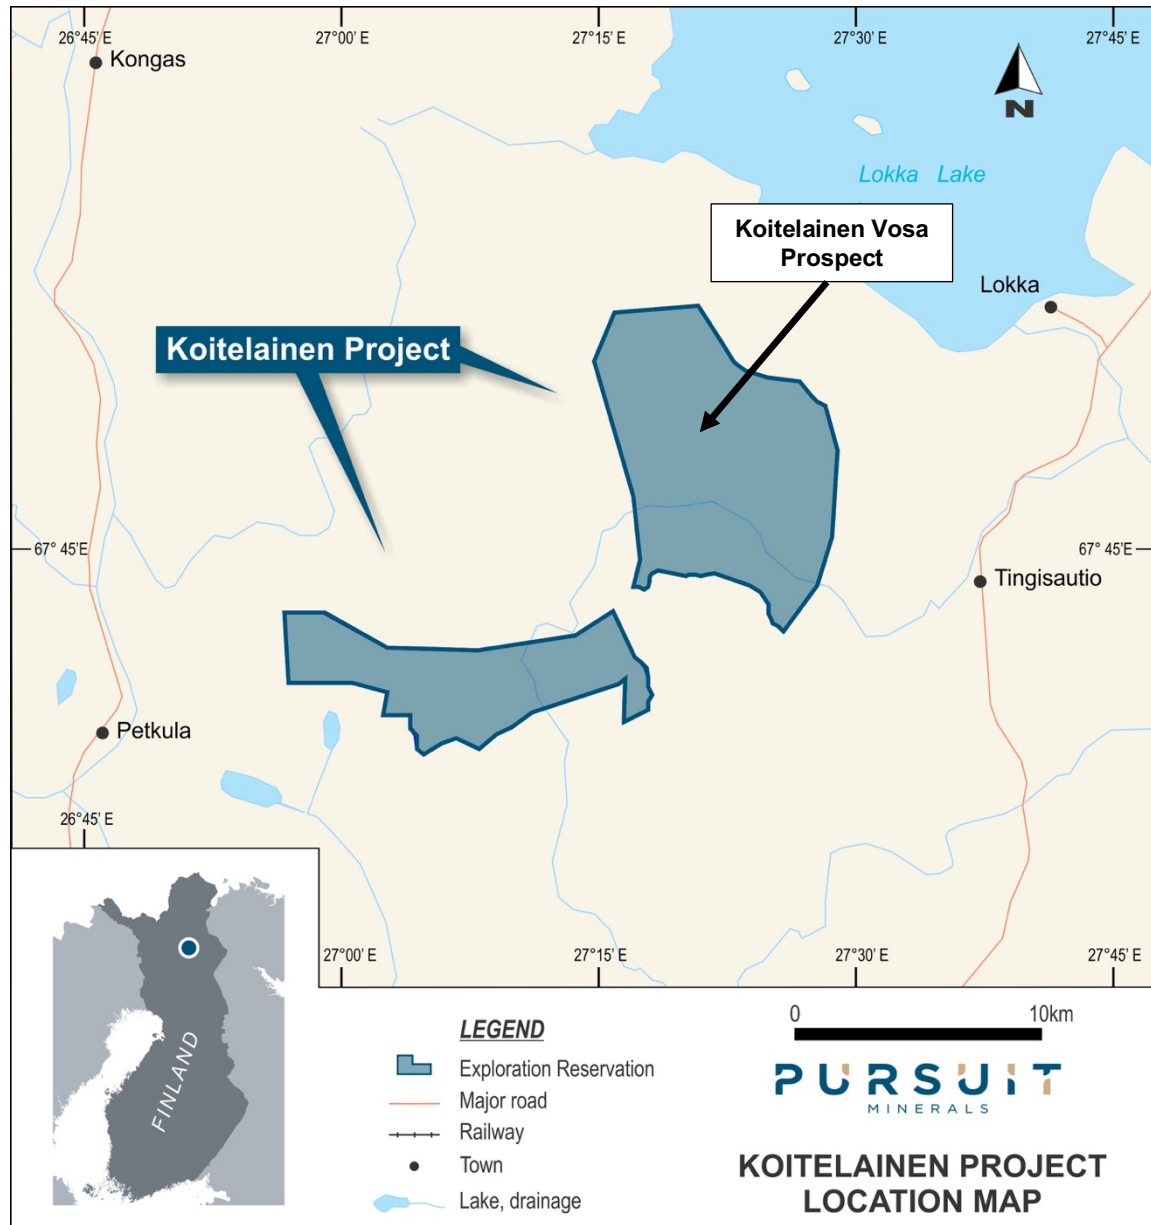 26°45' E
27°00' E
27°15' E
27°30' E
27°45' E
Kongas
Lokka Lake
Koitelainen Vosa
Prospect
Lokka
Koitelainen Project
67° 45'E
67° 45'E
Tingisautio
Petkula
26°45' E
27°00' E
27°15' E
27°30' E
27°45' E
N
FINLAND
LEGEND
Exploration Reservation
Major road
Railway
Town
Lake, drainage
0
10km
PURSUIT
MINERALS
KOITELAINEN PROJECT
LOCATION MAP